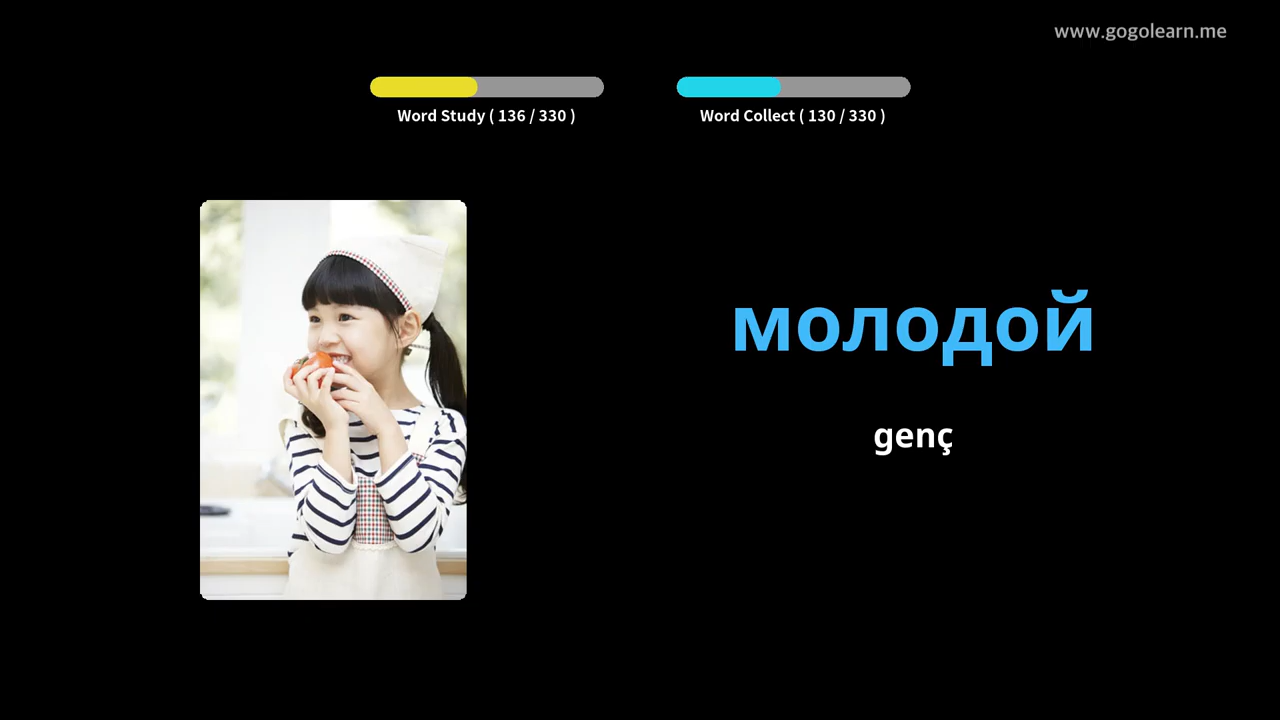 www.gogolearn.me
Word Study ( 136 / 330 )
Word Collect ( 130 / 330 )
молодой
genç